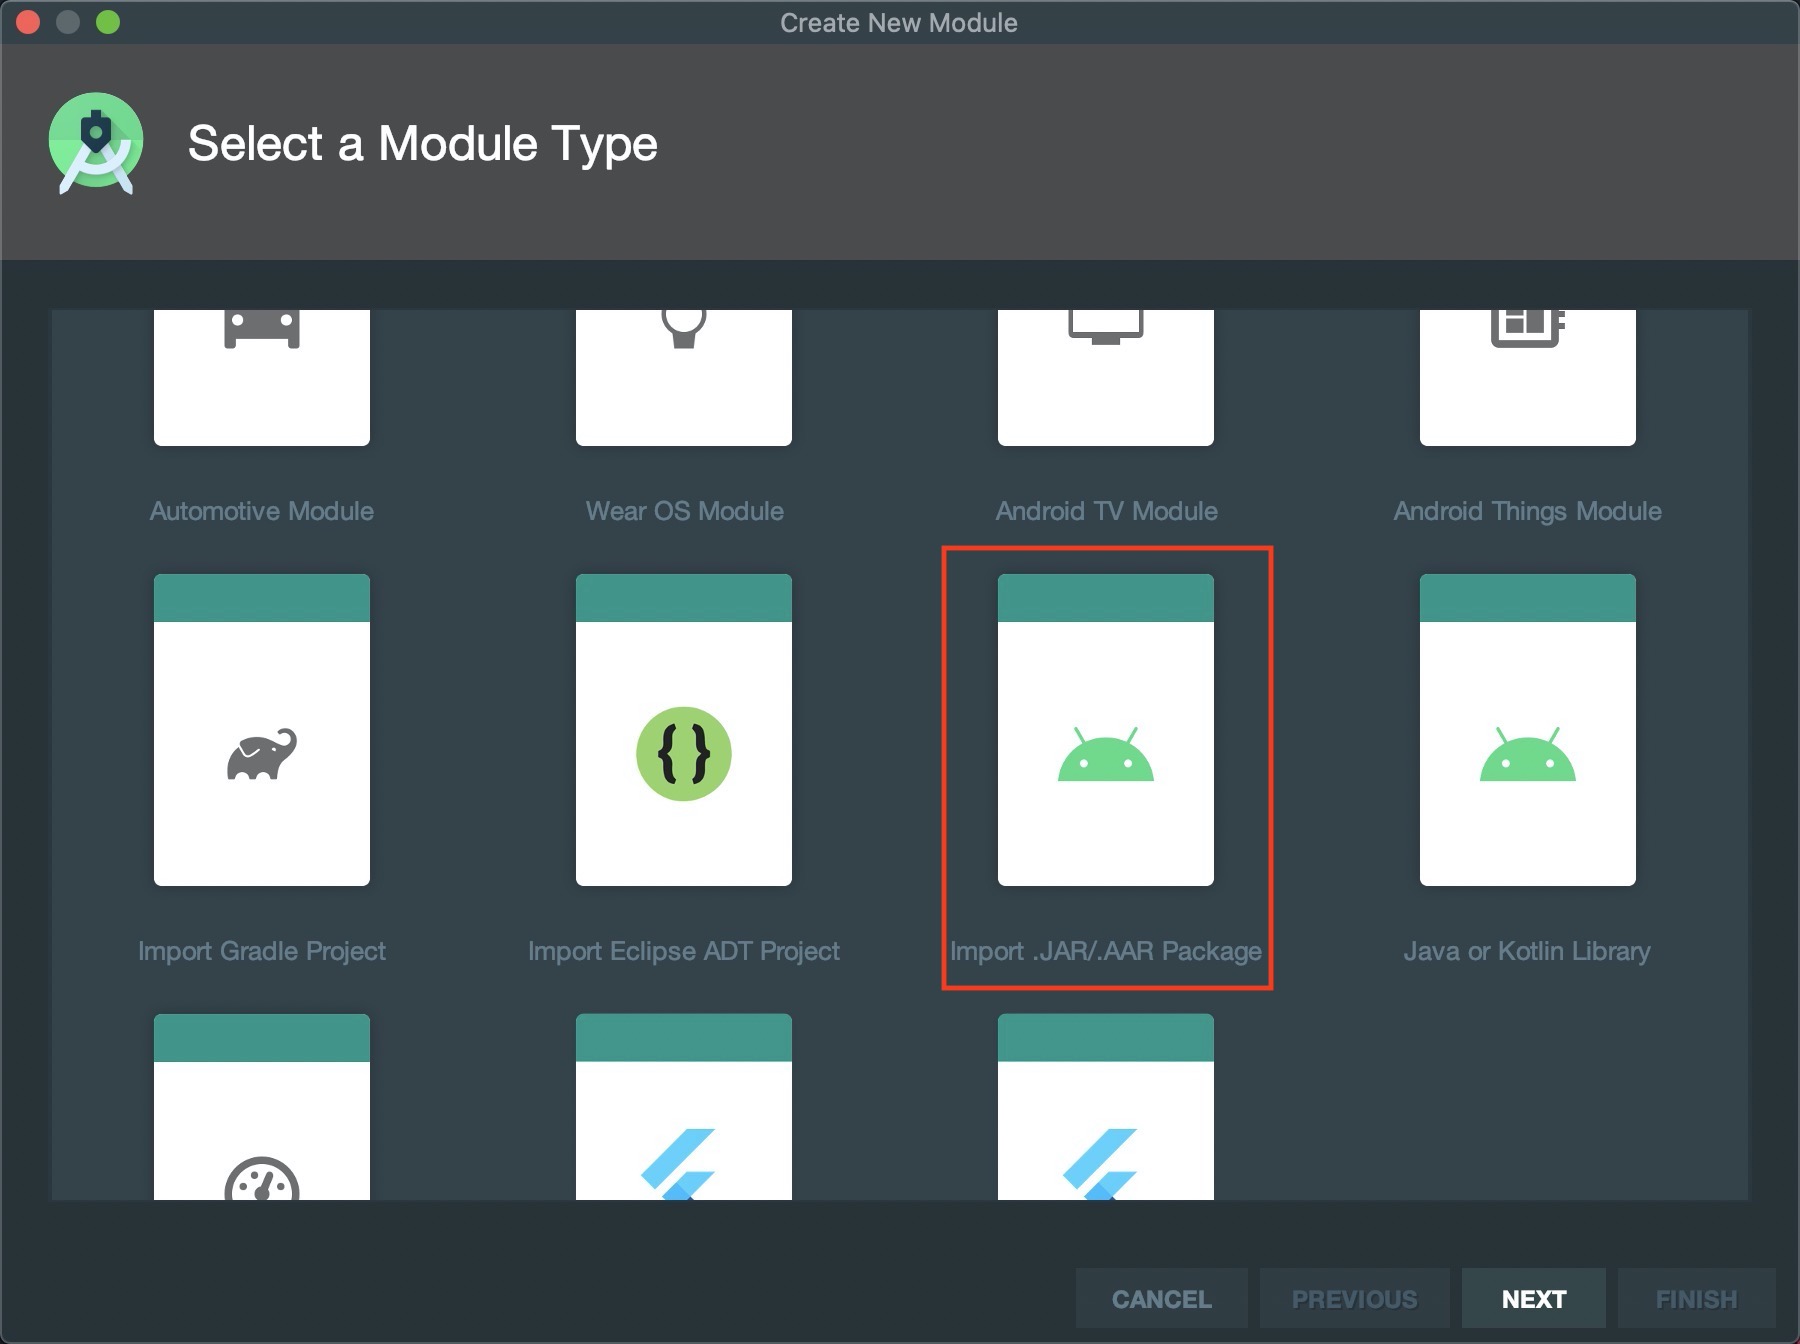 Create New Module
Select a Module Type
Automotive Module
Wear OS Module
Android TV Module
Android Things Module
Import Gradle Project
Import Eclipse ADT Project
Import .JAR/.AAR Package
Java or Kotlin Library
CANCEL
PREVIOUS
NEXT
FINISH